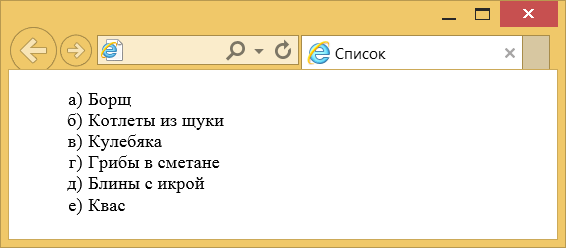 Список
а) Борщ
б) Котлеты из щуки
в) Кулебяка
г) Грибы в сметане
д) Блины с икрой
е) Квас